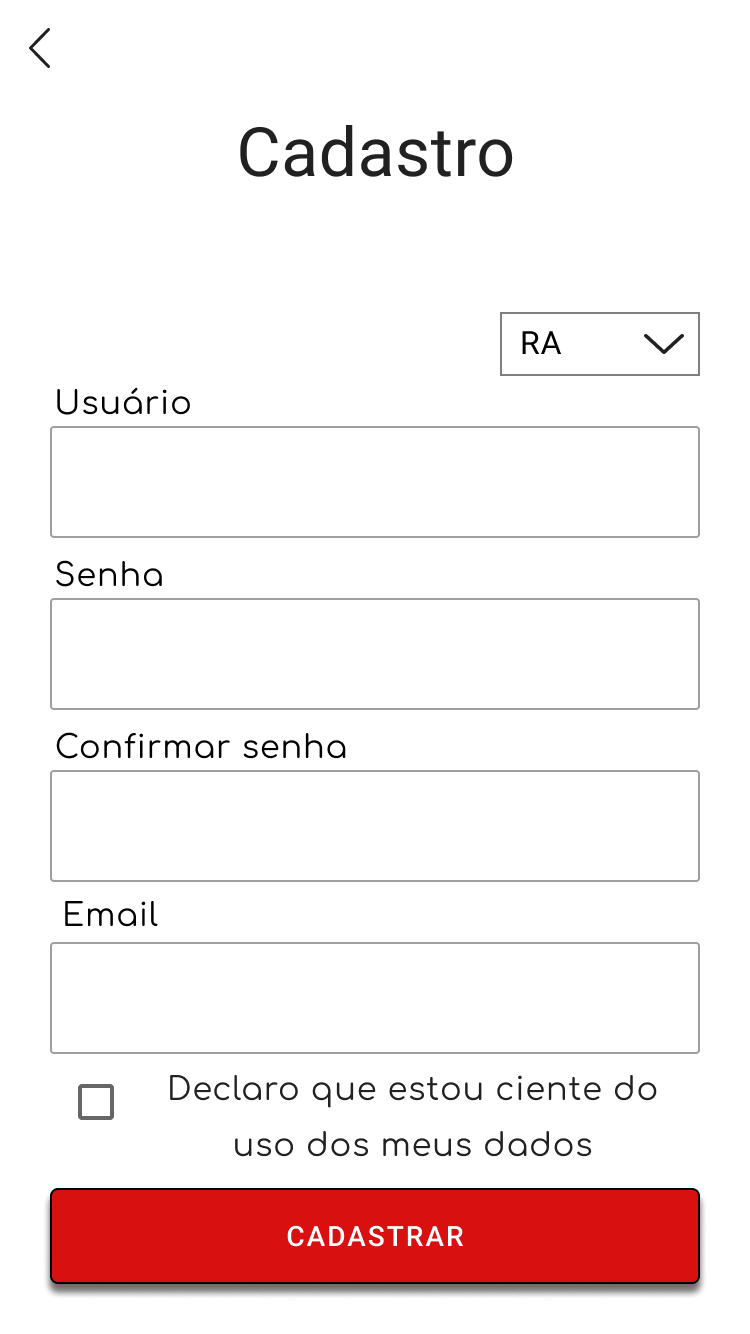 Cadastro
RA
Usuário
Senha
Confirmar senha
Email
Declaro que estou ciente do
uso dos meus dados
CADASTRAR